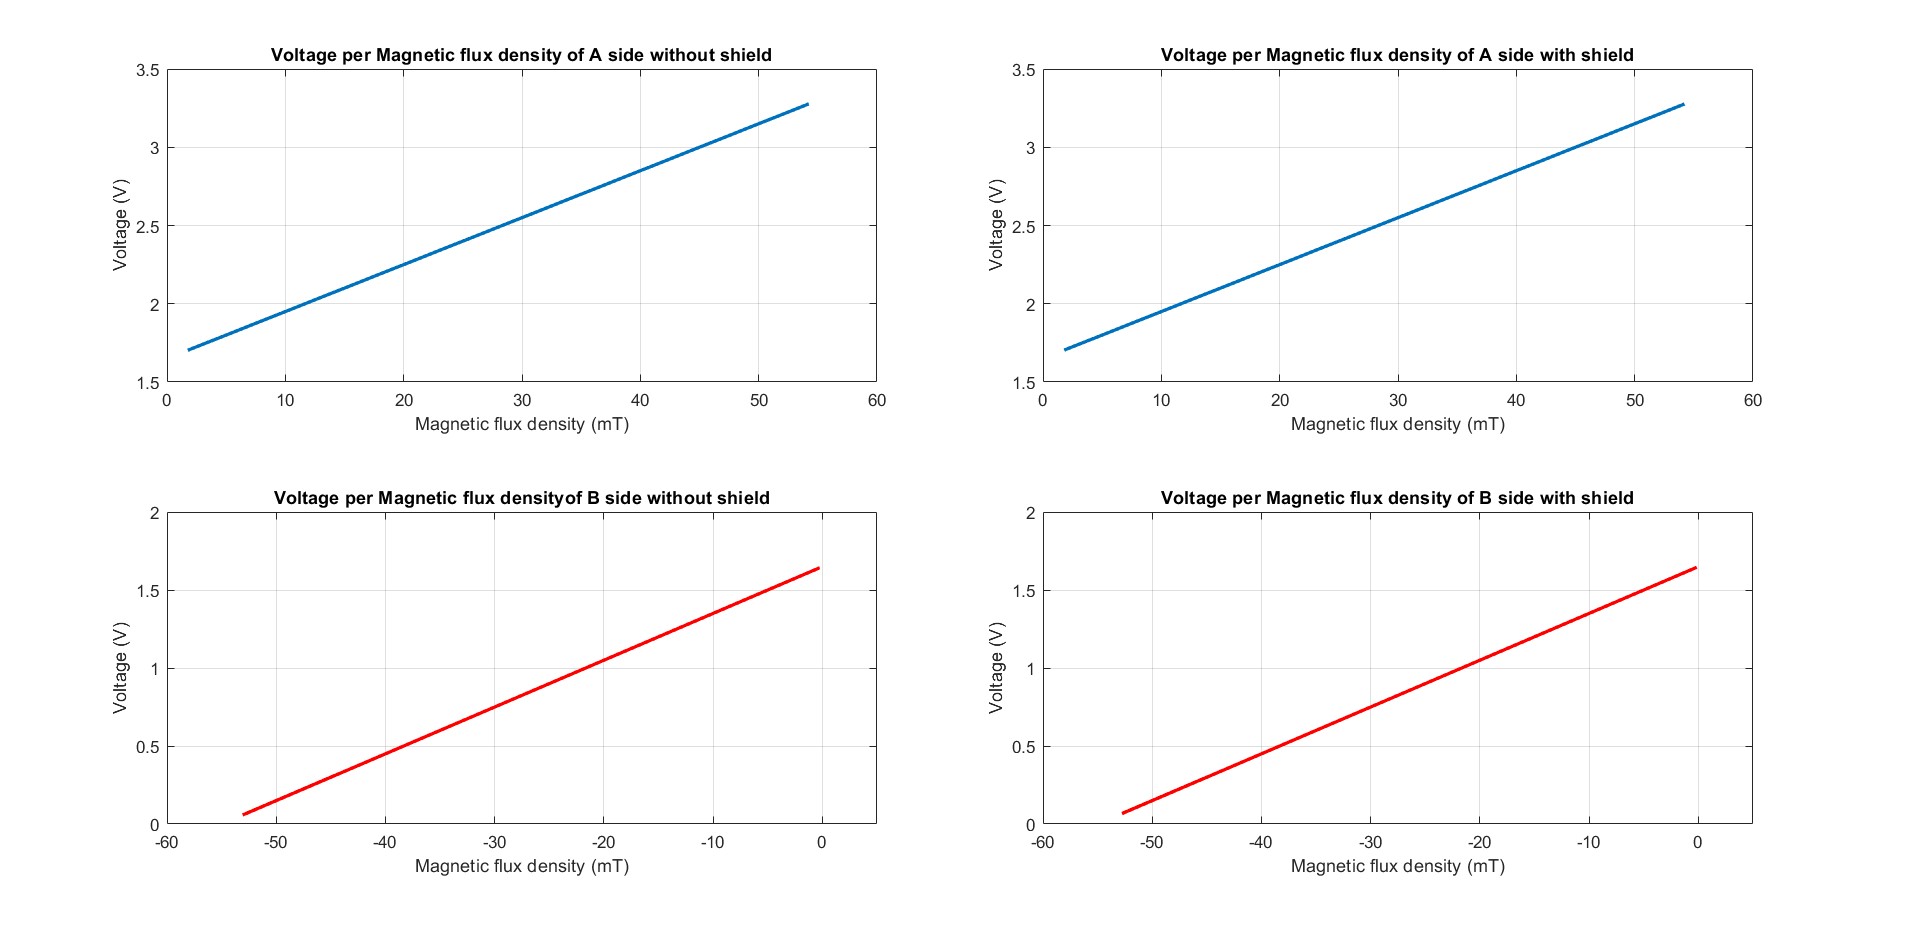 Voltage per Magnetic flux density of A side without shield
3.5
3
2.5
2
1.5
Voltage (V)
0 10 20 30 40 50 60
Magnetic flux density (mT)
Voltage per Magnetic flux density of A side with shield
3.5
3
2.5
2
1.5
Voltage (V)
0 10 20 30 40 50 60
Magnetic flux density (mT)
Voltage per Magnetic flux densityof B side without shield
2
1.5
1
0.5
0
Voltage (V)
-60 -50 -40 -30 -20 -10 0
Magnetic flux density (mT)
Voltage per Magnetic flux density of B side with shield
2
1.5
1
0.5
0
Voltage (V)
-60 -50 -40 -30 -20 -10 0
Magnetic flux density (mT)